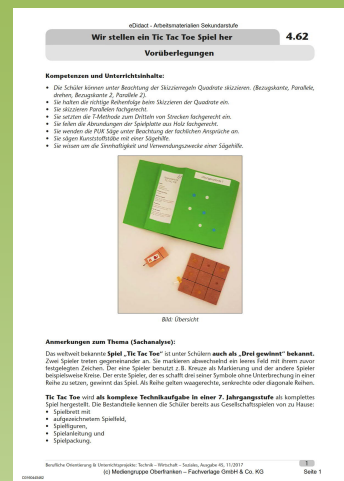 eDidact - Arbeitsmaterialien Sekundarstufe
Wir stellen ein Tic Tac Toe Spiel her
4.62
Vorüberlegungen
Kompetenzen und Unterrichtsinhalte:
• Die Schüler können unter Beachtung der Skizzierregeln Quadrate skizzieren. (Bezugskante, Parallele,
drehen, Bezugskante 2, Parallele 2).
• Sie halten die richtige Reihenfolge beim Skizzieren der Quadrate ein.
• Sie skizzieren Parallelen fachgerecht.
• Sie setzten die T-Methode zum Dritteln von Strecken fachgerecht ein.
• Sie feilen die Abrundungen der Spielplatte aus Holz fachgerecht.
• Sie wenden die PUK Säge unter Beachtung der fachlichen Ansprüche an.
• Sie sägen Kunststoffstäbe mit einer Sägehilfe.
• Sie wissen um die Sinnhaftigkeit und Verwendungszwecke einer Sägehilfe.
Bild: Übersicht
Anmerkungen zum Thema (Sachanalyse):
Das weltweit bekannte Spiel „Tic Tac Toe“ ist unter Schülern auch als „Drei gewinnt“ bekannt.
Zwei Spieler treten gegeneinander an. Sie markieren abwechselnd ein leeres Feld mit ihrem zuvor
festgelegten Zeichen. Der eine Spieler benutzt z.B. Kreuze als Markierung und der andere Spieler
beispielsweise Kreise. Der erste Spieler, der es schafft drei seiner Symbole ohne Unterbrechung in einer
Reihe zu setzen, gewinnt das Spiel. Als Reihe gelten waagerechte, senkrechte oder diagonale Reihen.
Tic Tac Toe wird als komplexe Technikaufgabe in einer 7. Jahrgangsstufe als komplettes
Spiel hergestellt. Die Bestandteile kennen die Schüler bereits aus Gesellschaftsspielen von zu Hause:
• Spielbrett mit
• aufgezeichnetem Spielfeld,
• Spielfiguren,
• Spielanleitung und
• Spielpackung.
Berufliche Orientierung & Unterrichtsprojekte: Technik – Wirtschaft – Soziales, Ausgabe 45, 11/2017
1
(c) Mediengruppe Oberfranken – Fachverlage GmbH & Co. KG
Seite 1